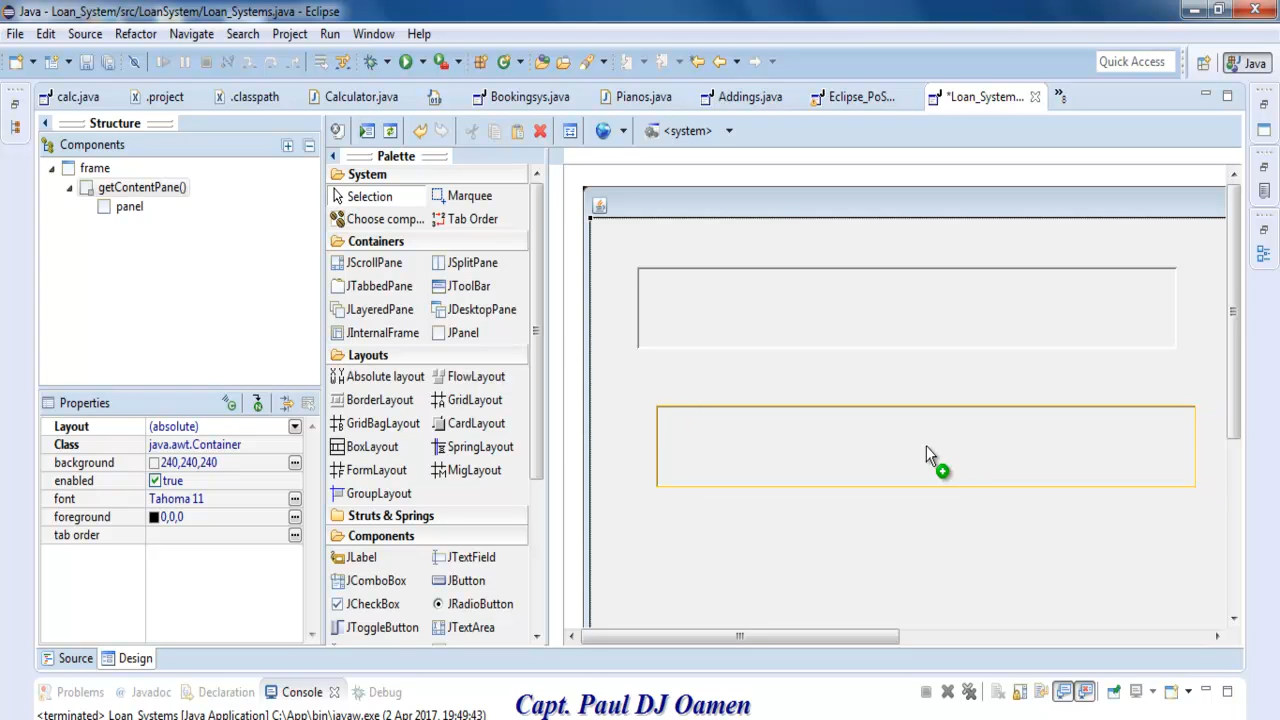 Java - Loan_System/src/LoanSystem/Loan_Systems.java - Eclipse
File Edit Source Refactor Navigate Search Project Run Window Help
Quick Access Java
calc.java .project .classpath Calculator.java Bookingsys.java Pianos.java Addings.java Eclipse_PoS... *Loan_System... »8
Structure
Components
frame
getContentPane()
panel
Properties
Layout (absolute)
Class java.awt.Container
background 240,240,240
enabled true
font Tahoma 11
foreground 0,0,0
tab order
<system>
Palette
System
Selection Marquee
Choose comp... Tab Order
Containers
JScrollPane JSplitPane
JTabbedPane JToolBar
JLayeredPane JDesktopPane
JInternalFrame JPanel
Layouts
Absolute layout FlowLayout
BorderLayout GridLayout
GridBagLayout CardLayout
BoxLayout SpringLayout
FormLayout MigLayout
GroupLayout
Struts & Springs
Components
JLabel JTextField
JComboBox JButton
JCheckBox JRadioButton
JToggleButton JTextArea
Source Design
Problems Javadoc Declaration Console Debug
<terminated> Loan_Systems [Java Application] C:\App\bin\javaw.exe (2 Apr 2017, 19:49:43)
Capt. Paul DJ Oamen